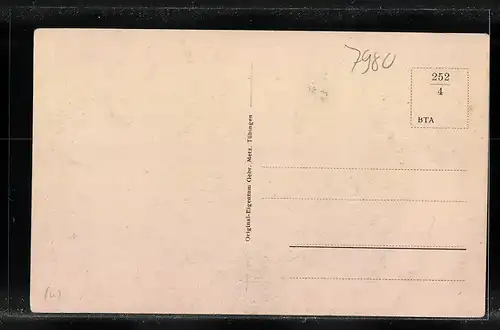 7980
252
4
BTA
Original-Eigentum Gebr. Metz, Tübingen
(W)